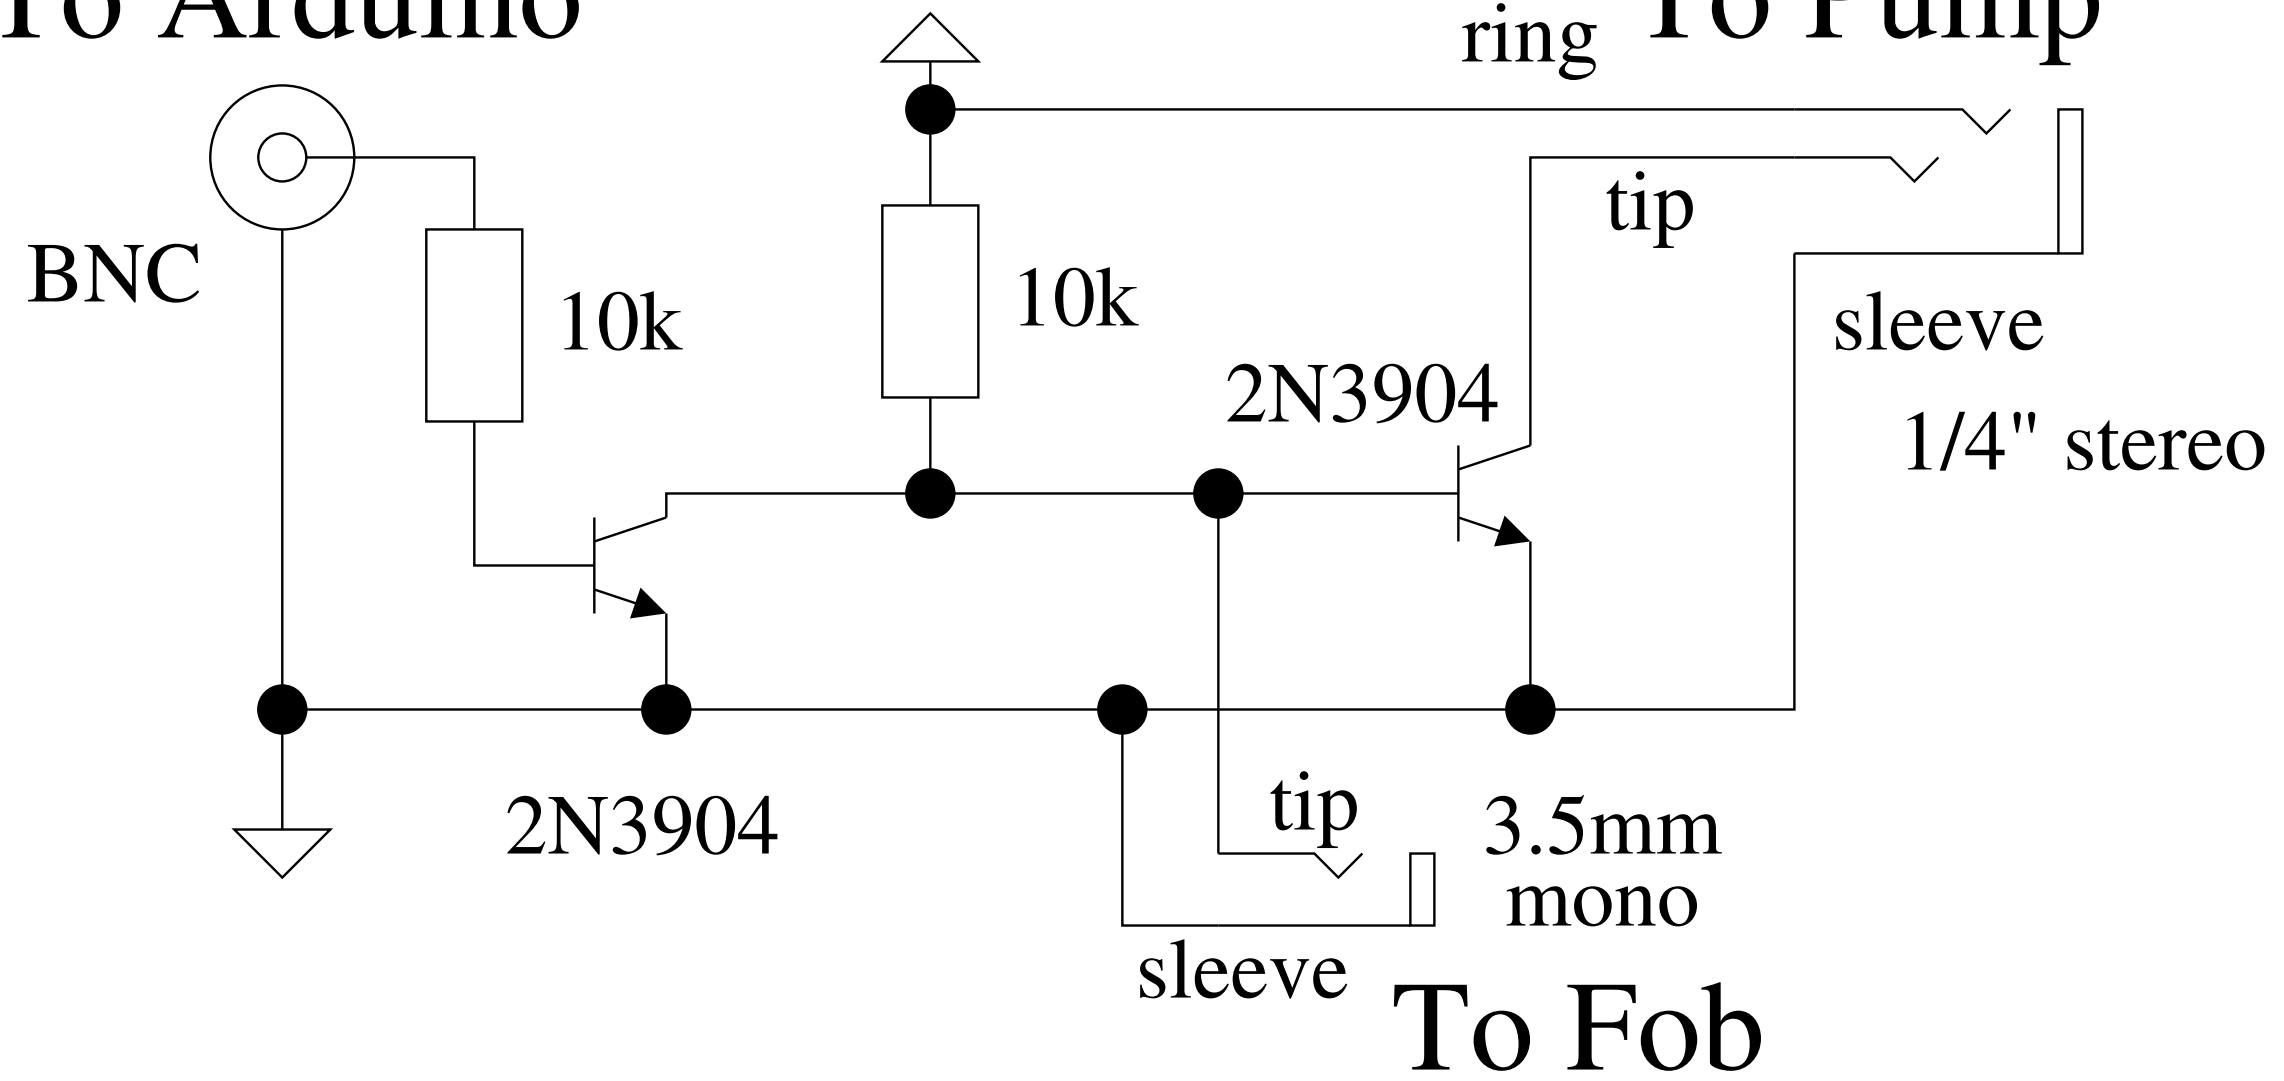 To Arduino
To Pump
ring
tip
BNC
10k
10k
sleeve
2N3904
1/4" stereo
2N3904
tip
3.5mm
mono
sleeve
To Fob